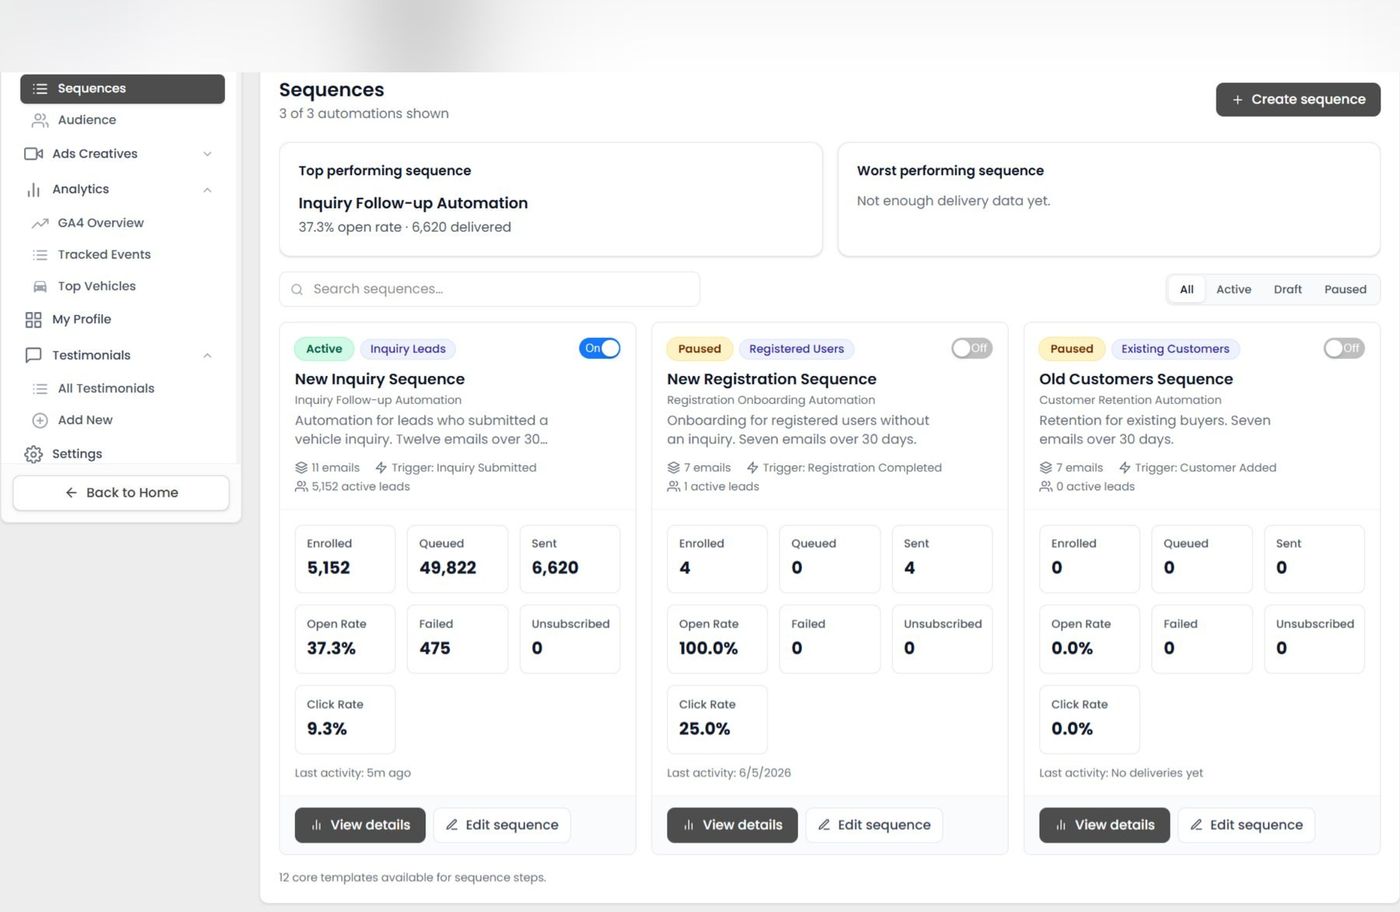 Sequences
Audience
Ads Creatives
Analytics
GA4 Overview
Tracked Events
Top Vehicles
My Profile
Testimonials
All Testimonials
Add New
Settings
Back to Home
Sequences
3 of 3 automations shown
+ Create sequence
Top performing sequence
Inquiry Follow-up Automation
37.3% open rate · 6,620 delivered
Worst performing sequence
Not enough delivery data yet.
Search sequences...
All Active Draft Paused
Active Inquiry Leads On
New Inquiry Sequence
Inquiry Follow-up Automation
Automation for leads who submitted a
vehicle inquiry. Twelve emails over 30...
11 emails Trigger: Inquiry Submitted
5,152 active leads
Enrolled Queued Sent
5,152 49,822 6,620
Open Rate Failed Unsubscribed
37.3% 475 0
Click Rate
9.3%
Last activity: 5m ago
View details Edit sequence
Paused Registered Users Off
New Registration Sequence
Registration Onboarding Automation
Onboarding for registered users without
an inquiry. Seven emails over 30 days.
7 emails Trigger: Registration Completed
1 active leads
Enrolled Queued Sent
4 0 4
Open Rate Failed Unsubscribed
100.0% 0 0
Click Rate
25.0%
Last activity: 6/5/2026
View details Edit sequence
Paused Existing Customers Off
Old Customers Sequence
Customer Retention Automation
Retention for existing buyers. Seven
emails over 30 days.
7 emails Trigger: Customer Added
0 active leads
Enrolled Queued Sent
0 0 0
Open Rate Failed Unsubscribed
0.0% 0 0
Click Rate
0.0%
Last activity: No deliveries yet
View details Edit sequence
12 core templates available for sequence steps.